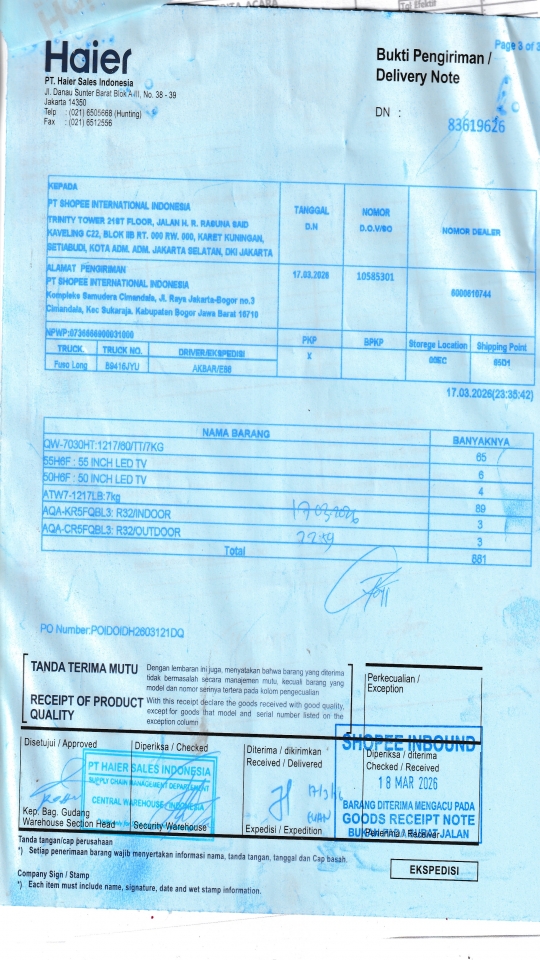 Haier
PT. Haier Sales Indonesia
Jl. Danau Sunter Barat Blok A-III, No. 38 - 39
Jakarta 14350
Telp : (021) 6505668 (Hunting)
Fax : (021) 6512556
Page 3 of 3
Bukti Pengiriman /
Delivery Note
DN :
83619626
KEPADA
PT SHOPEE INTERNATIONAL INDONESIA
TRINITY TOWER 21ST FLOOR, JALAN H. R. RASUNA SAID
KAVELING C22, BLOK IIB RT. 000 RW. 000, KARET KUNINGAN,
SETIABUDI, KOTA ADM. ADM. JAKARTA SELATAN, DKI JAKARTA
TANGGAL
D.N
NOMOR
D.O.V/SO
NOMOR DEALER
ALAMAT PENGIRIMAN
PT SHOPEE INTERNATIONAL INDONESIA
Kompleks Samudera Cimandala, Jl. Raya Jakarta-Bogor no.3
Cimandala, Kec Sukaraja. Kabupaten Bogor Jawa Barat 16710
17.03.2026
10585301
NPWP:
PKP
BPKP
Storege Location
Shipping Point
TRUCK.
TRUCK NO.
DRIVER/EKSPEDISI
X
Fuso Long
B9416JYU
17.03.2026(23:35:42)
NAMA BARANG
BANYAKNYA
QW-7030HT:1217/80/TT/7KG
65
55H6F : 55 INCH LED TV
6
50H6F : 50 INCH LED TV
4
ATW7-1217LB:7kg
89
AQA-KR5FQBL3: R32/INDOOR
17032026
3
AQA-CR5FQBL3: R32/OUTDOOR
22:59
3
Total
881
PO Number:POIDOIDH2603121DQ
TANDA TERIMA MUTU
Dengan lembaran ini juga, menyatakan bahwa barang yang diterima
tidak bermasalah secara manajemen mutu, kecuali barang yang
model dan nomor serinya tertera pada kolom pengecualian
RECEIPT OF PRODUCT
QUALITY
With this receipt declare the goods received with good quality,
except for goods that model and serial number listed on the
exception column
Perkecualian /
Exception
Disetujui / Approved
Diperiksa / Checked
Diterima / dikirimkan
Received / Delivered
SHOPEE INBOUND
Diperiksa / diterima
Checked / Received
18 MAR 2026
PT HAIER SALES INDONESIA
SUPPLY CHAIN MANAGEMENT DEPARTMENT
CENTRAL WAREHOUSE - INDONESIA
BARANG DITERIMA MENGACU PADA
GOODS RECEIPT NOTE
Kep. Bag. Gudang
Warehouse Section Head
Security Warehouse
Expedisi / Expedition
Tanda tangan/cap perusahaan
*) Setiap penerimaan barang wajib menyertakan informasi nama, tanda tangan, tanggal dan Cap basah.
EKSPEDISI
Company Sign / Stamp
*) Each item must include name, signature, date and wet stamp information.